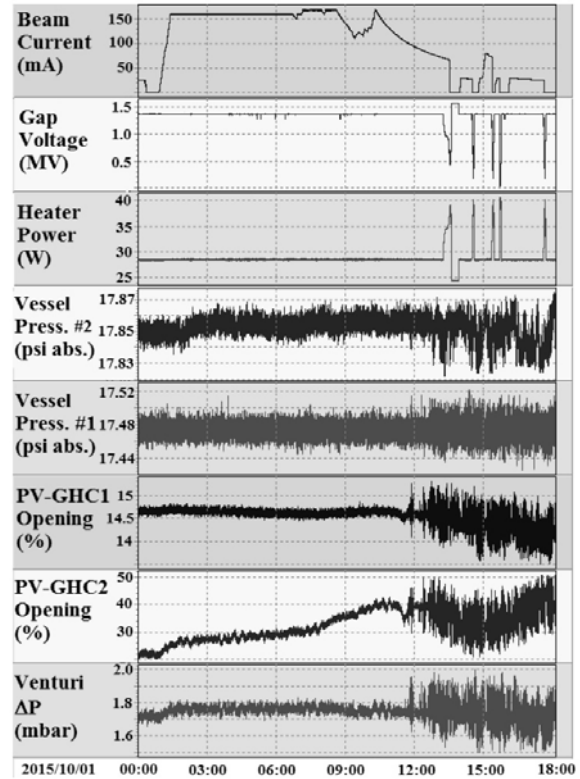 Beam
Current
(mA)
150
100
50
Gap
Voltage
(MV)
1.5
1.0
0.5
Heater
Power
(W)
40
35
30
25
Vessel
Press. #2
(psi abs.)
17.87
17.85
17.83
Vessel
Press. #1
(psi abs.)
17.52
17.48
17.44
PV-GHC1
Opening
(%)
15
14.5
14
PV-GHC2
Opening
(%)
50
40
30
Venturi
ΔP
(mbar)
2.0
1.8
1.6
2015/10/01 00:00 03:00 06:00 09:00 12:00 15:00 18:00